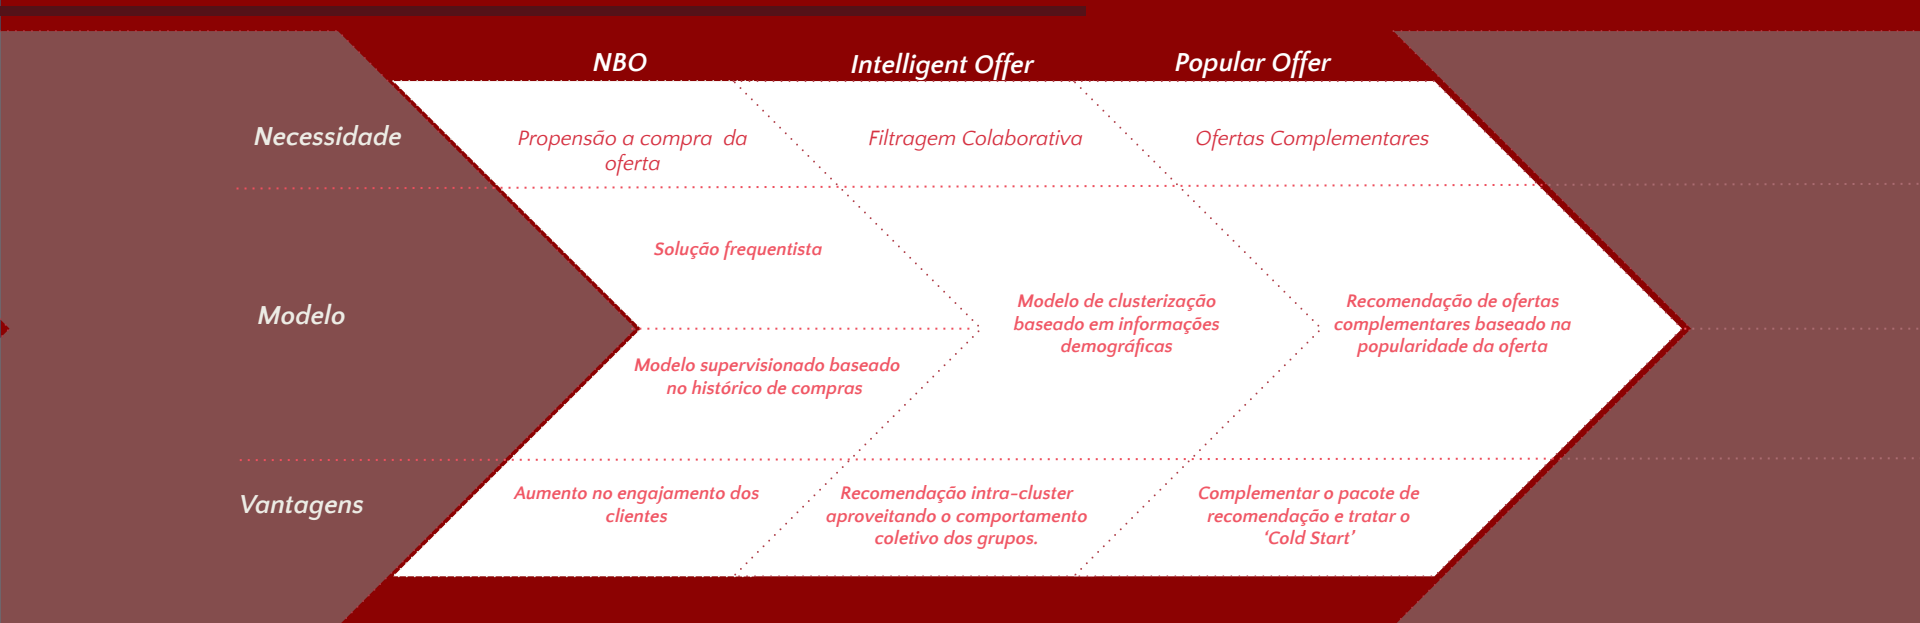 NBO
Intelligent Offer
Popular Offer
Necessidade
Propensão a compra da
oferta
Filtragem Colaborativa
Ofertas Complementares
Modelo
Solução frequentista
Modelo supervisionado baseado
no histórico de compras
Modelo de clusterização
baseado em informações
demográficas
Recomendação de ofertas
complementares baseado na
popularidade da oferta
Vantagens
Aumento no engajamento dos
clientes
Recomendação intra-cluster
aproveitando o comportamento
coletivo dos grupos.
Complementar o pacote de
recomendação e tratar o
‘Cold Start’